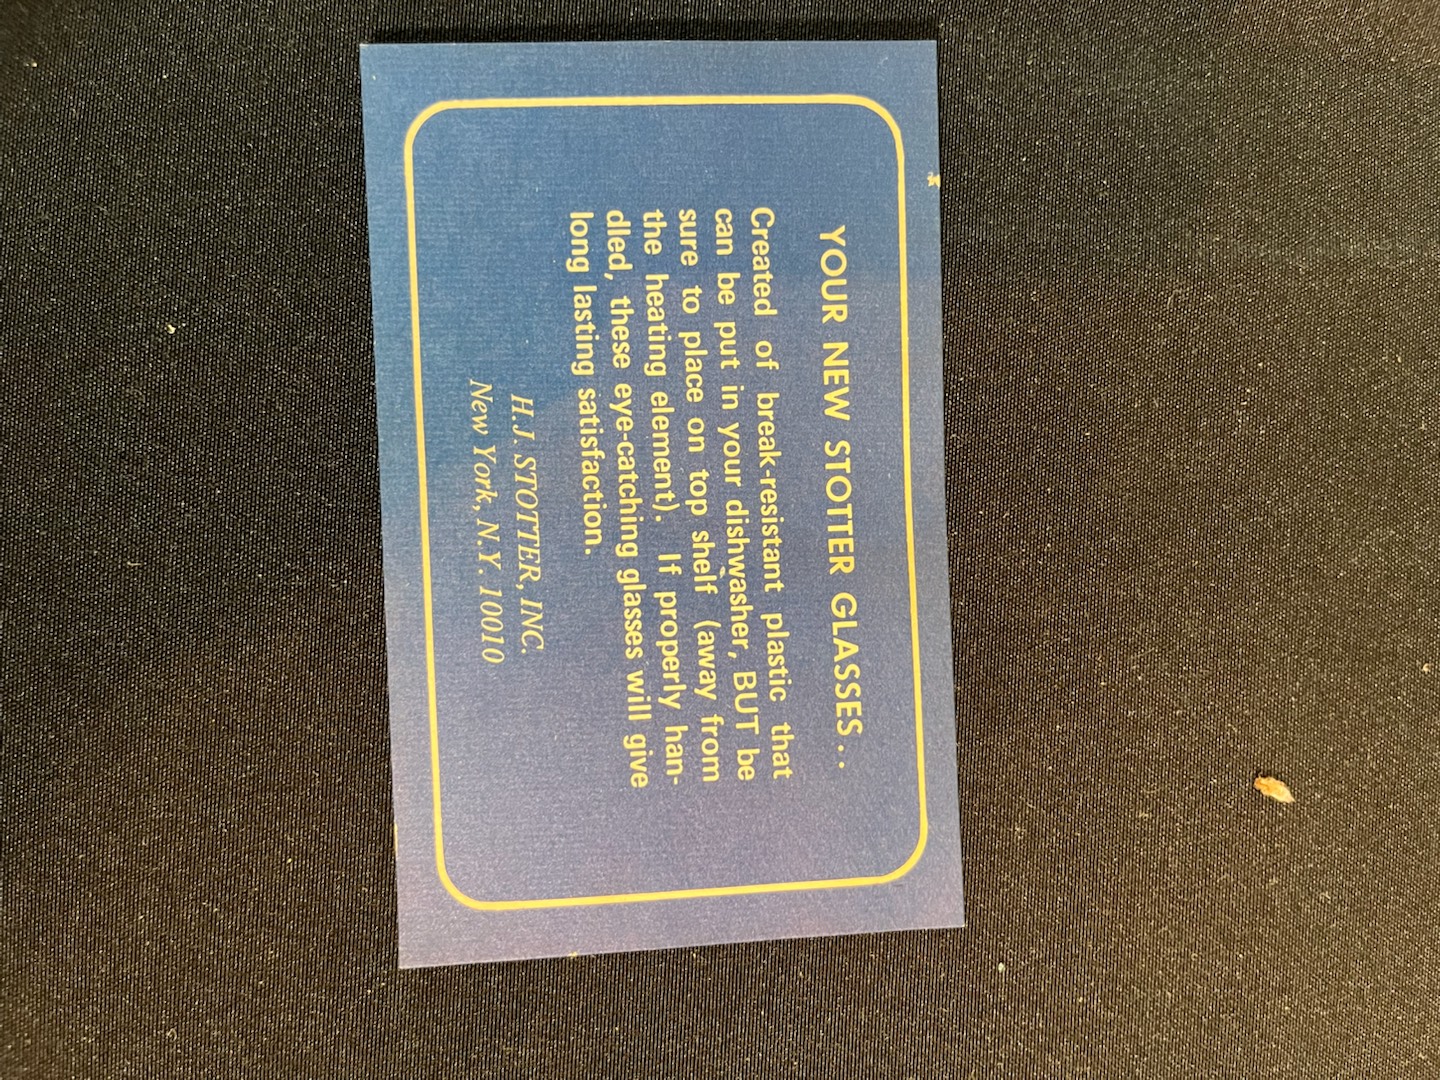 YOUR NEW STOTTER GLASSES...
Created of break-resistant plastic that
can be put in your dishwasher, BUT be
sure to place on top shelf (away from
the heating element). If properly han-
dled, these eye-catching glasses will give
long lasting satisfaction.
H.J. STOTTER, INC.
New York, N.Y. 10010